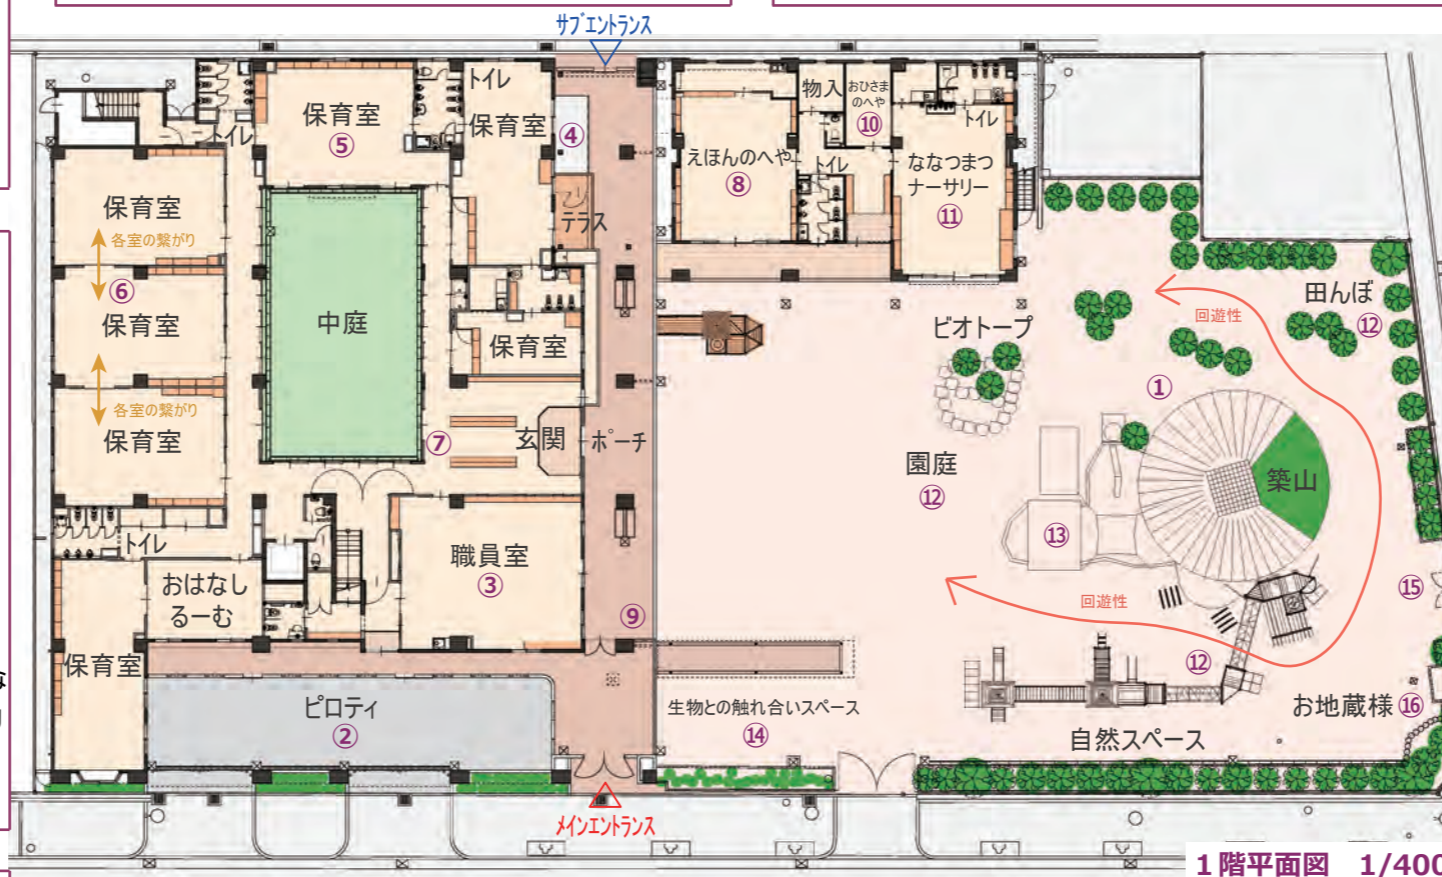 サブエントランス
トイレ
保育室
⑤
トイレ
保育室
④
物入
おひさま
のへや
⑩
トイレ
えほんのへや
⑧
トイレ
ななつまつ
ナーサリー
⑪
保育室
各室の繋がり
⑥
保育室
各室の繋がり
保育室
中庭
テラス
保育室
⑦
玄関
ポーチ
ビオトープ
田んぼ
⑫
回遊性
①
園庭
⑫
築山
⑬
トイレ
おはなし
るーむ
職員室
③
⑨
回遊性
⑮
⑫
保育室
ピロティ
②
生物との触れ合いスペース
⑭
お地蔵様⑯
自然スペース
メインエントランス
1階平面図 1/400